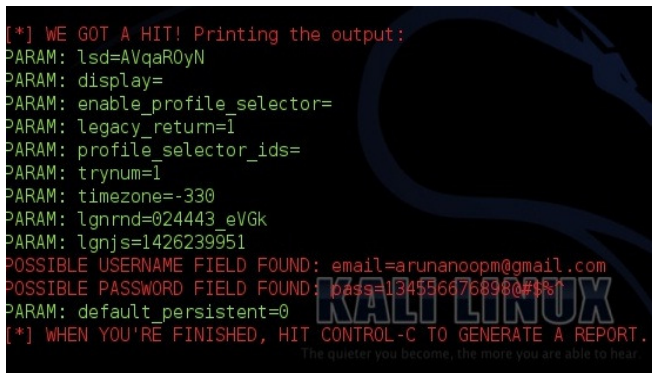 [*] WE GOT A HIT! Printing the output:
PARAM: lsd=AVqaROyN
PARAM: display=
PARAM: enable_profile_selector=
PARAM: legacy_return=1
PARAM: profile_selector_ids=
PARAM: trynum=1
PARAM: timezone=-330
PARAM: lgnrnd=024443_eVGk
PARAM: lgnjs=1426239951
POSSIBLE USERNAME FIELD FOUND: email=arunanoopm@gmail.com
POSSIBLE PASSWORD FIELD FOUND: pass=134556676898@#$%^
PARAM: default_persistent=0
KALI LINUX
[*] WHEN YOU'RE FINISHED, HIT CONTROL-C TO GENERATE A REPORT.
The quieter you become, the more you are able to hear.